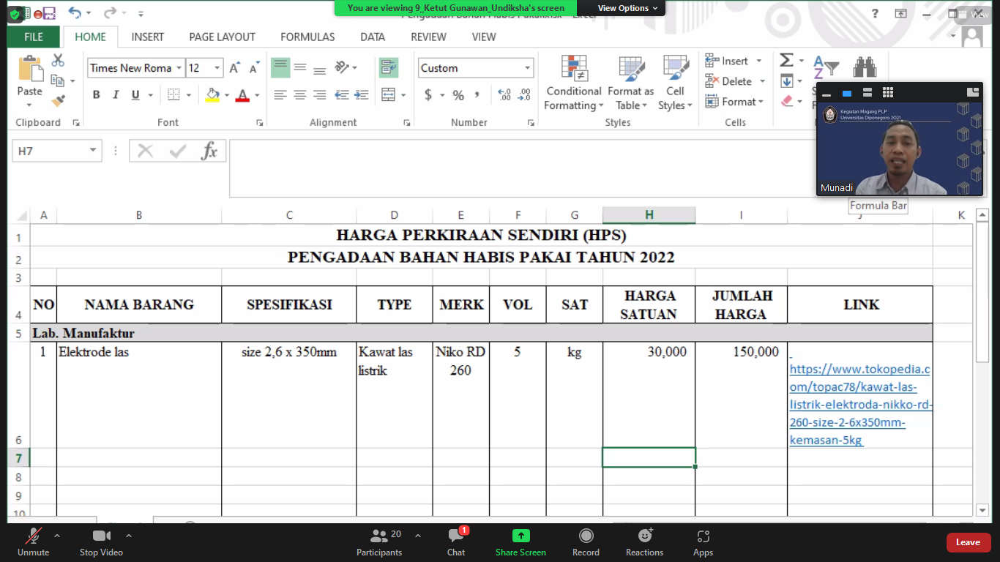 You are viewing 9_Ketut Gunawan_Undiksha's screen
View Options
View
FILE HOME INSERT PAGE LAYOUT FORMULAS DATA REVIEW VIEW
Paste
Times New Roma 12
B I U
Custom
$ % ,
Conditional Formatting
Format as Table
Cell Styles
Insert
Delete
Format
Clipboard Font Alignment Number Styles Cells
Kegiatan Magang PLP
Universitas Diponegoro 2021
Munadi
H7
fx
Formula Bar
A B C D E F G H I J K
1 HARGA PERKIRAAN SENDIRI (HPS)
2 PENGADAAN BAHAN HABIS PAKAI TAHUN 2022
3
4 NO NAMA BARANG SPESIFIKASI TYPE MERK VOL SAT HARGA SATUAN JUMLAH HARGA LINK
5 Lab. Manufaktur
6 1 Elektrode las size 2,6 x 350mm Kawat las listrik Niko RD 260 5 kg 30,000 150,000
https://www.tokopedia.c
om/topac78/kawat-las-
listrik-elektroda-nikko-rd-
260-size-2-6x350mm-
kemasan-5kg
7
8
9
10
Unmute
Stop Video
Participants 20
Chat 1
Share Screen
Record
Reactions
Apps
Leave